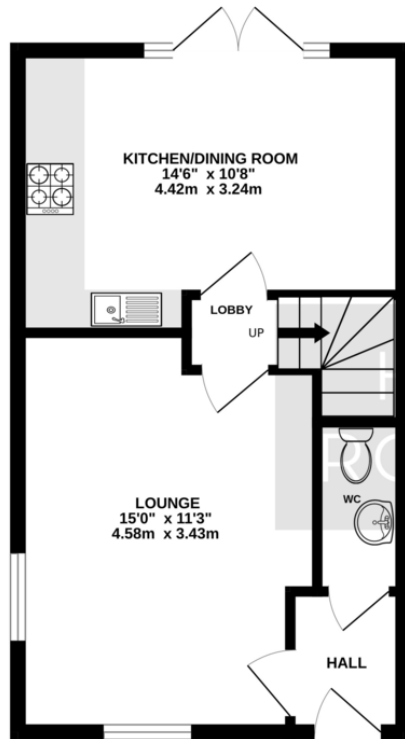 KITCHEN/DINING ROOM
14'6" x 10'8"
4.42m x 3.24m
LOBBY
UP
LOUNGE
15'0" x 11'3"
4.58m x 3.43m
WC
HALL